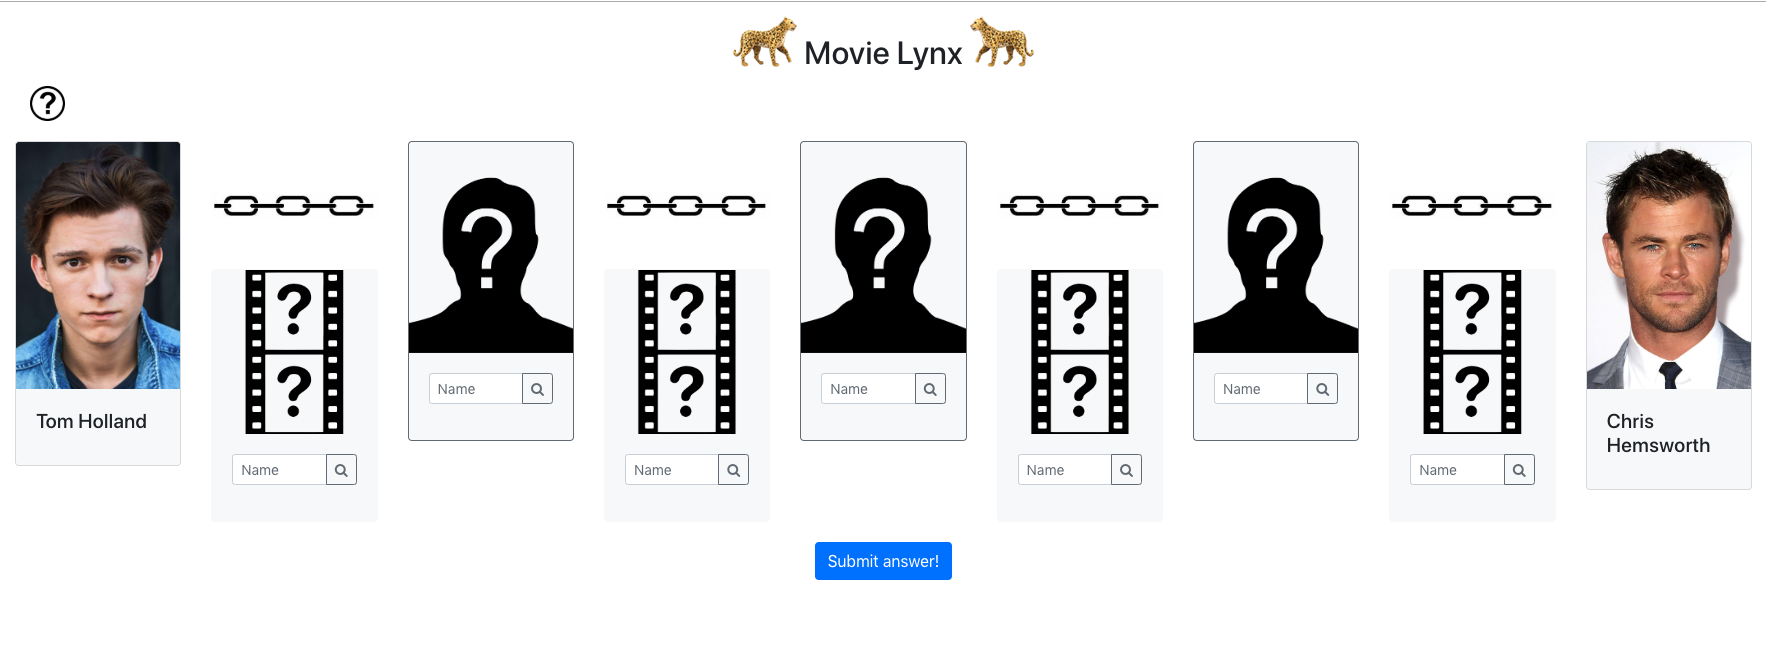 Movie Lynx
?
? ? ? ? ? ? ?
? ? ? ?
Name Name Name
Tom Holland
Chris
Hemsworth
Name Name Name Name
Submit answer!